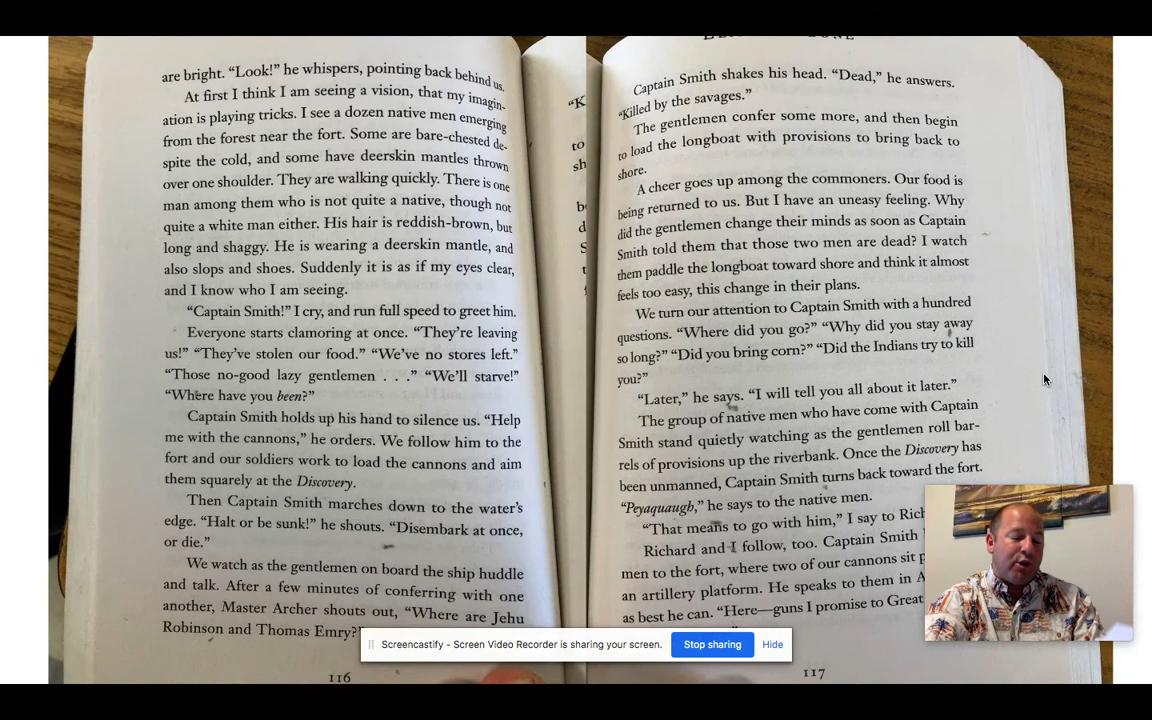 are bright. “Look!” he whispers, pointing back behind us.
At first I think I am seeing a vision, that my imagin-
ation is playing tricks. I see a dozen native men emerging
from the forest near the fort. Some are bare-chested de-
spite the cold, and some have deerskin mantles thrown
over one shoulder. They are walking quickly. There is one
man among them who is not quite a native, though not
quite a white man either. His hair is reddish-brown, but
long and shaggy. He is wearing a deerskin mantle, and
also slops and shoes. Suddenly it is as if my eyes clear,
and I know who I am seeing.
“Captain Smith!” I cry, and run full speed to greet him.
Everyone starts clamoring at once. “They’re leaving
us!” “They’ve stolen our food.” “We’ve no stores left.”
“Those no-good lazy gentlemen . . .” “We’ll starve!”
“Where have you been?”
Captain Smith holds up his hand to silence us. “Help
me with the cannons,” he orders. We follow him to the
fort and our soldiers work to load the cannons and aim
them squarely at the Discovery.
Then Captain Smith marches down to the water’s
edge. “Halt or be sunk!” he shouts. “Disembark at once,
or die.”
We watch as the gentlemen on board the ship huddle
and talk. After a few minutes of conferring with one
another, Master Archer shouts out, “Where are Jehu
Robinson and Thomas Emry?
116
“K
to
sh
Captain Smith shakes his head. “Dead,” he answers.
“Killed by the savages.”
The gentlemen confer some more, and then begin
to load the longboat with provisions to bring back to
shore.
A cheer goes up among the commoners. Our food is
being returned to us. But I have an uneasy feeling. Why
did the gentlemen change their minds as soon as Captain
Smith told them that those two men are dead? I watch
them paddle the longboat toward shore and think it almost
feels too easy, this change in their plans.
We turn our attention to Captain Smith with a hundred
questions. “Where did you go?” “Why did you stay away
so long?” “Did you bring corn?” “Did the Indians try to kill
you?”
“Later,” he says. “I will tell you all about it later.”
The group of native men who have come with Captain
Smith stand quietly watching as the gentlemen roll bar-
rels of provisions up the riverbank. Once the Discovery has
been unmanned, Captain Smith turns back toward the fort.
“Peyaquaugh,” he says to the native men.
“That means to go with him,” I say to Rich
Richard and I follow, too. Captain Smith
men to the fort, where two of our cannons sit
an artillery platform. He speaks to them in A
as best he can. “Here—guns I promise to Great
117
Screencastify - Screen Video Recorder is sharing your screen.
Stop sharing
Hide